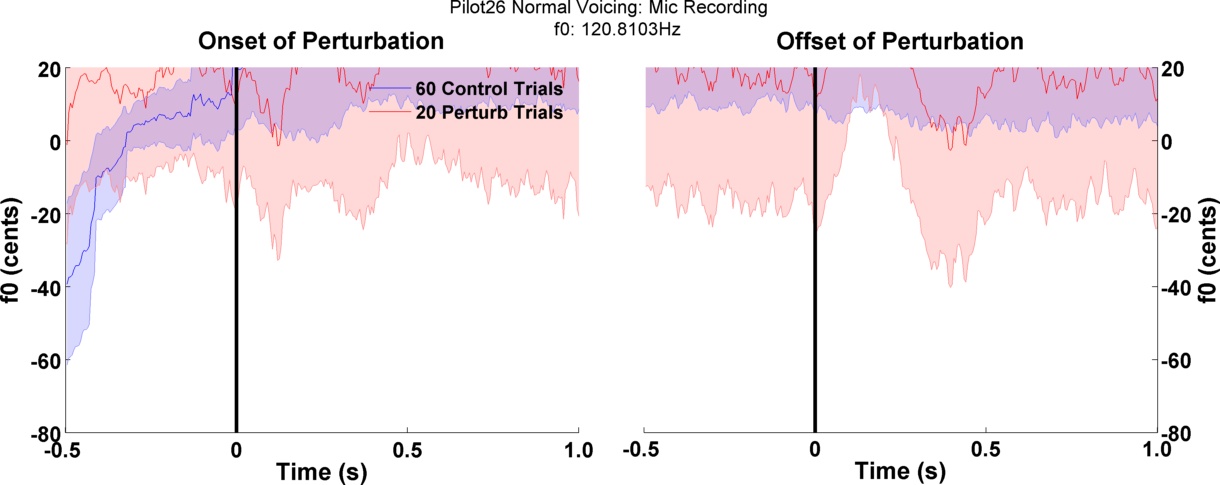 Pilot26 Normal Voicing: Mic Recording
f0: 120.8103Hz
Onset of Perturbation
Offset of Perturbation
60 Control Trials
20 Perturb Trials
20
0
-20
-40
-60
-80
f0 (cents)
-0.5
0
0.5
1.0
Time (s)
20
0
-20
-40
-60
-80
f0 (cents)
-0.5
0
0.5
1.0
Time (s)